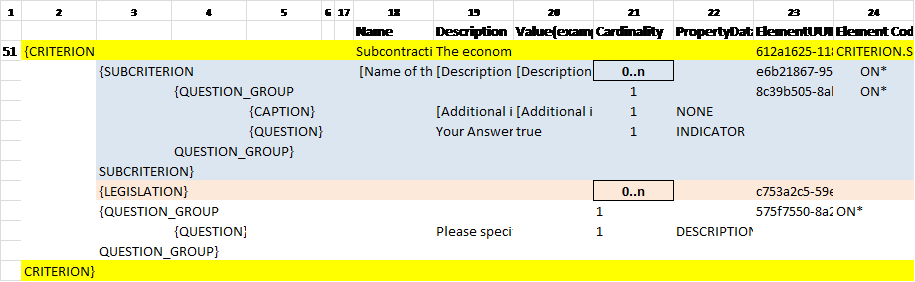 1 2 3 4 5 6 17 18 19 20 21 22 23 24
Name Description Value(exam Cardinality PropertyDat ElementUUI Element Cod
51 {CRITERION Subcontracti The econom 612a1625-118 CRITERION.S
{SUBCRITERION [Name of th [Description [Description 0..n e6b21867-95 ON*
{QUESTION_GROUP 1 8c39b505-8al ON*
{CAPTION} [Additional i [Additional i 1 NONE
{QUESTION} Your Answer true 1 INDICATOR
QUESTION_GROUP}
SUBCRITERION}
{LEGISLATION} 0..n c753a2c5-59e
{QUESTION_GROUP 1 575f7550-8a2 ON*
{QUESTION} Please speci 1 DESCRIPTION
QUESTION_GROUP}
CRITERION}